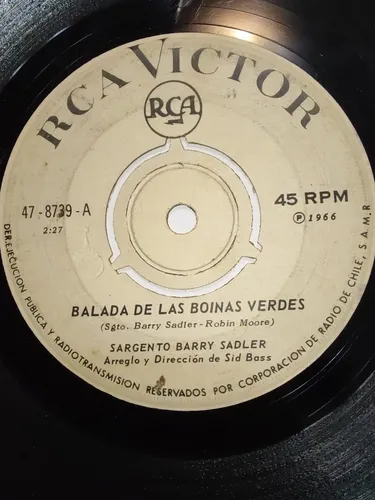 RCA VICTOR
RCA
47-8739-A
2:27
45 RPM
Ⓟ 1966
BALADA DE LAS BOINAS VERDES
(Sgto. Barry Sadler - Robin Moore)
SARGENTO BARRY SADLER
Arreglo y Dirección de Sid Bass
DER. EJECUCION PUBLICA Y RADIOTRANSMISION RESERVADOS POR CORPORACION DE RADIO DE CHILE, S.A.M.R